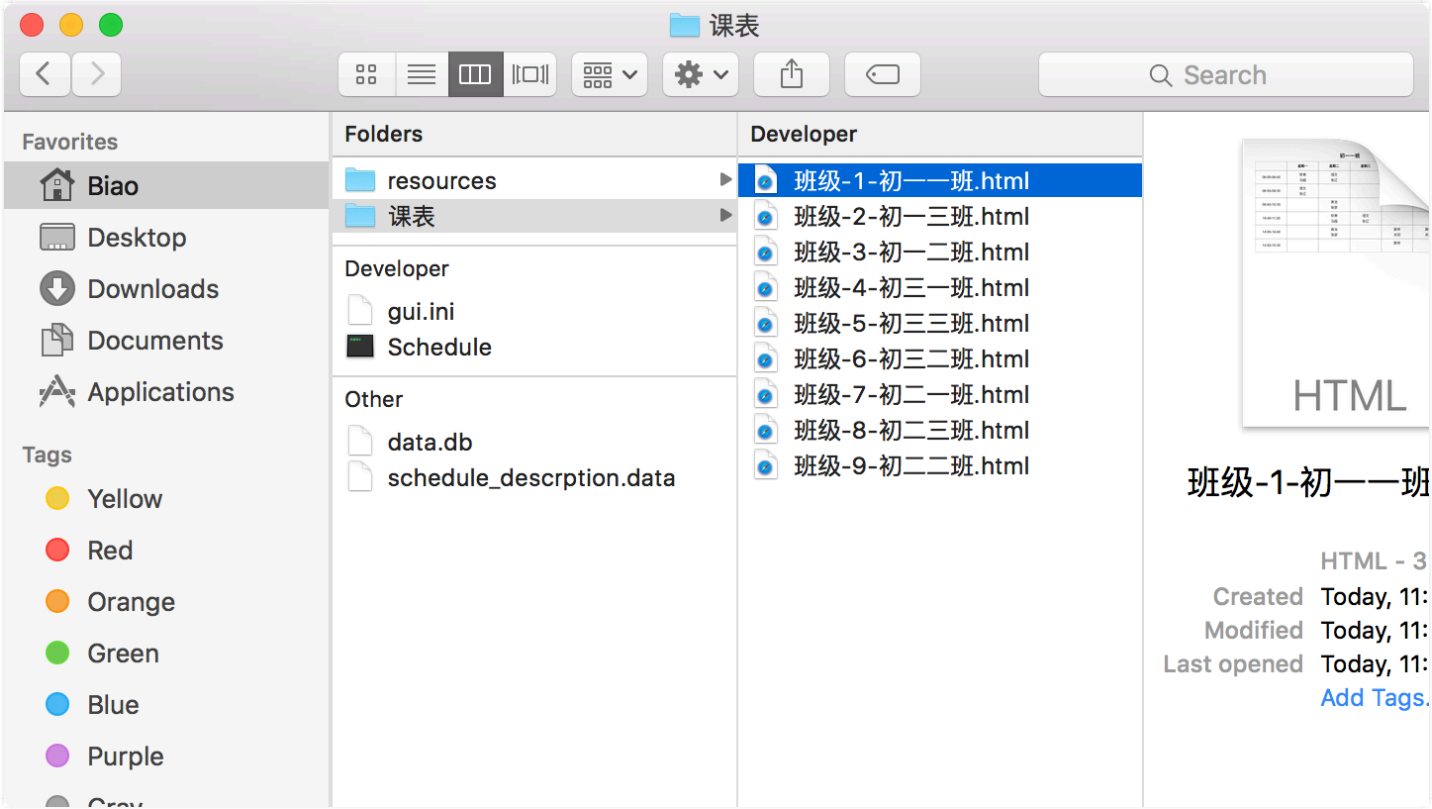 课表
Search
Favorites
Biao
Desktop
Downloads
Documents
Applications
Tags
Yellow
Red
Orange
Green
Blue
Purple
Gray
Folders
resources
课表
Developer
gui.ini
Schedule
Other
data.db
schedule_descrption.data
Developer
班级-1-初一一班.html
班级-2-初一三班.html
班级-3-初一二班.html
班级-4-初三一班.html
班级-5-初三三班.html
班级-6-初三二班.html
班级-7-初二一班.html
班级-8-初二三班.html
班级-9-初二二班.html
初一一班
HTML
班级-1-初一一班
HTML - 3
Created Today, 11:
Modified Today, 11:
Last opened Today, 11:
Add Tags.